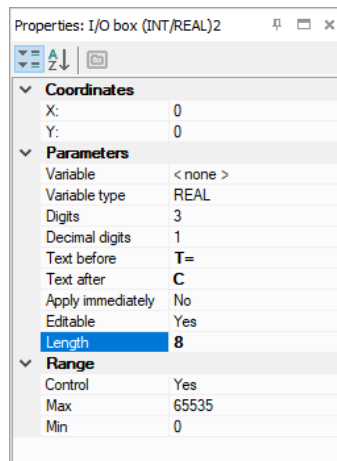 Properties: I/O box (INT/REAL)2
A
Z
Coordinates
X: 0
Y: 0
Parameters
Variable < none >
Variable type REAL
Digits 3
Decimal digits 1
Text before T=
Text after C
Apply immediately No
Editable Yes
Length 8
Range
Control Yes
Max 65535
Min 0